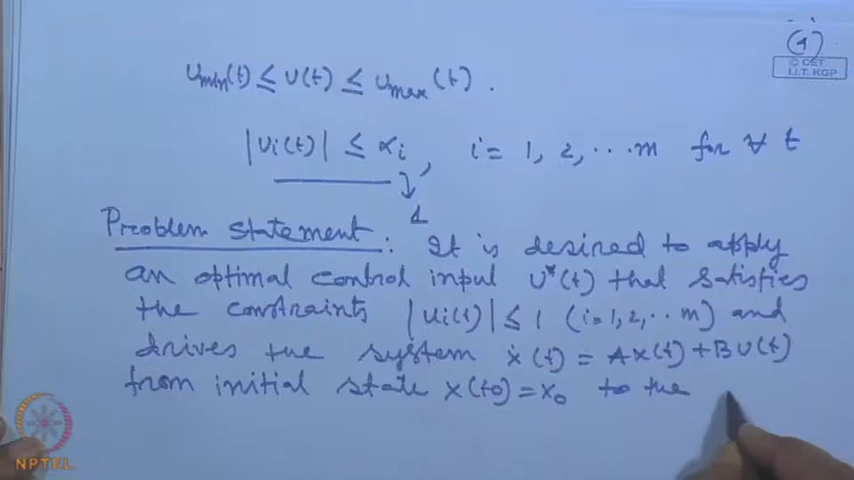 (1)
© CET
I.I.T. KGP
Umin(t) ≤ U(t) ≤ Umax(t).
|Ui(t)| ≤ αi, i = 1, 2, ... m for ∀ t
1
Problem statement: It is desired to apply
an optimal control input U*(t) that satisfies
the constraints |Ui(t)| ≤ 1 (i=1,2,..m) and
drives the system ẋ(t) = AX(t) + BU(t)
from initial state X(t0) = X0 to the
NPTEL